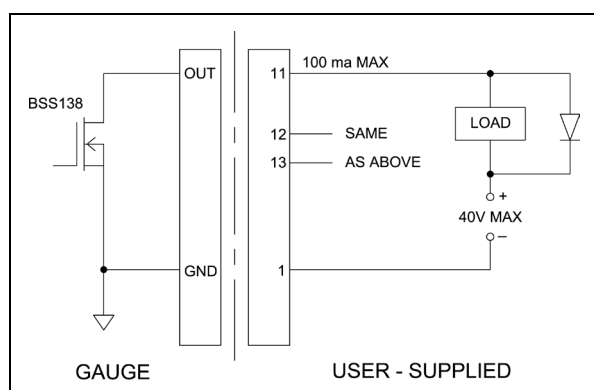 OUT
11
100 ma MAX
BSS138
LOAD
12
SAME
13
AS ABOVE
+
40V MAX
–
GND
1
GAUGE
USER - SUPPLIED